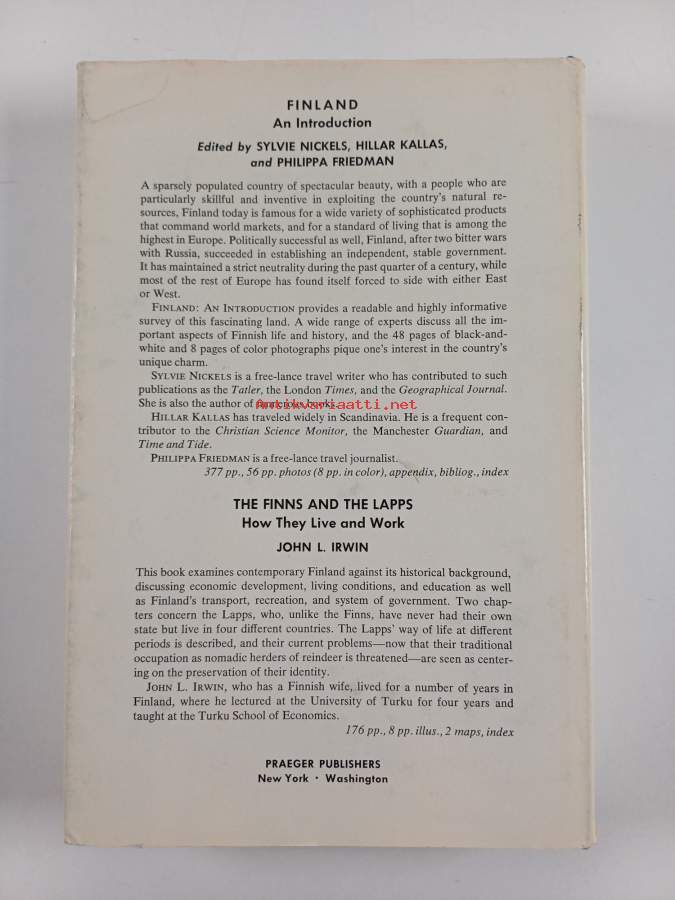 FINLAND
An Introduction
Edited by SYLVIE NICKELS, HILLAR KALLAS,
and PHILIPPA FRIEDMAN
A sparsely populated country of spectacular beauty, with a people who are
particularly skillful and inventive in exploiting the country's natural re-
sources, Finland today is famous for a wide variety of sophisticated products
that command world markets, and for a standard of living that is among the
highest in Europe. Politically successful as well, Finland, after two bitter wars
with Russia, succeeded in establishing an independent, stable government.
It has maintained a strict neutrality during the past quarter of a century, while
most of the rest of Europe has found itself forced to side with either East
or West.
FINLAND: AN INTRODUCTION provides a readable and highly informative
survey of this fascinating land. A wide range of experts discuss all the im-
portant aspects of Finnish life and history, and the 48 pages of black-and-
white and 8 pages of color photographs pique one's interest in the country's
unique charm.
SYLVIE NICKELS is a free-lance travel writer who has contributed to such
publications as the Tatler, the London Times, and the Geographical Journal.
She is also the author of
antikvariaatti.net
HILLAR KALLAS has traveled widely in Scandinavia. He is a frequent con-
tributor to the Christian Science Monitor, the Manchester Guardian, and
Time and Tide.
PHILIPPA FRIEDMAN is a free-lance travel journalist.
377 pp., 56 pp. photos (8 pp. in color), appendix, bibliog., index
THE FINNS AND THE LAPPS
How They Live and Work
JOHN L. IRWIN
This book examines contemporary Finland against its historical background,
discussing economic development, living conditions, and education as well
as Finland's transport, recreation, and system of government. Two chap-
ters concern the Lapps, who, unlike the Finns, have never had their own
state but live in four different countries. The Lapps' way of life at different
periods is described, and their current problems—now that their traditional
occupation as nomadic herders of reindeer is threatened—are seen as center-
ing on the preservation of their identity.
JOHN L. IRWIN, who has a Finnish wife, lived for a number of years in
Finland, where he lectured at the University of Turku for four years and
taught at the Turku School of Economics.
176 pp., 8 pp. illus., 2 maps, index
PRAEGER PUBLISHERS
New York · Washington